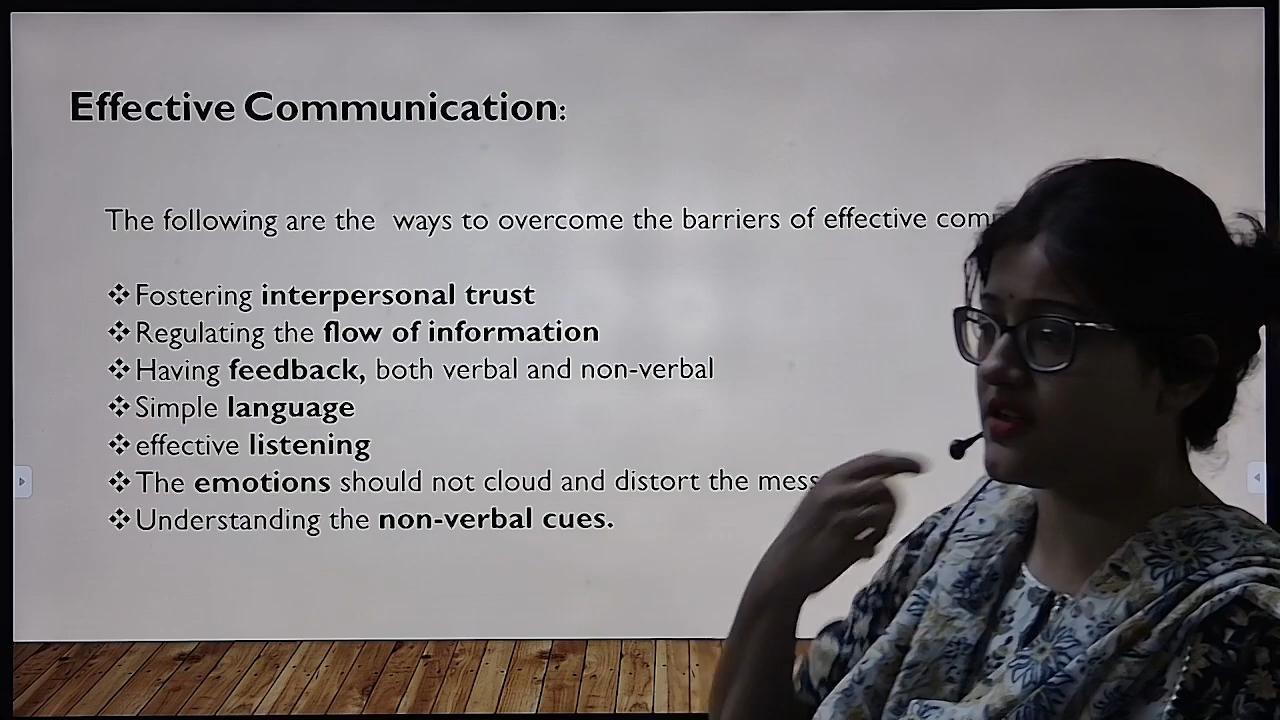 Effective Communication:
The following are the ways to overcome the barriers of effective
❖Fostering interpersonal trust
❖Regulating the flow of information
❖Having feedback, both verbal and non-verbal
❖Simple language
❖effective listening
❖The emotions should not cloud and distort the
❖Understanding the non-verbal cues.